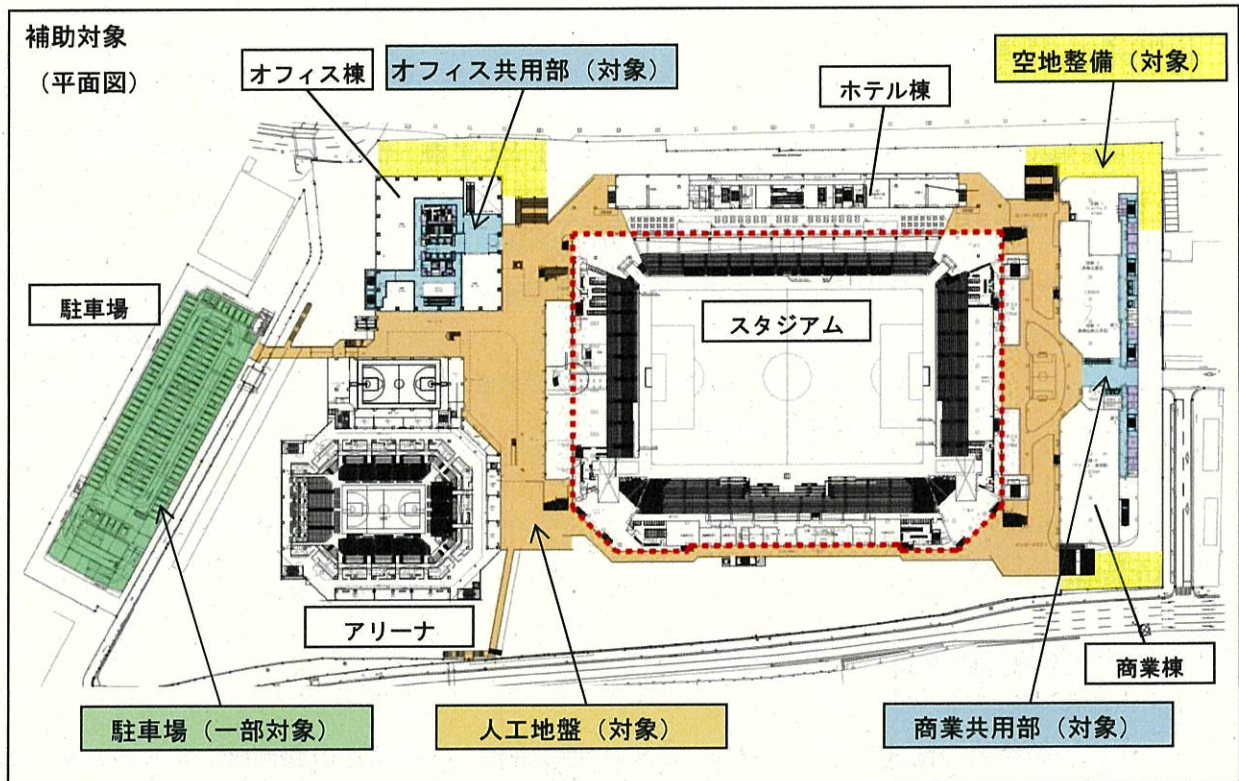 補助対象
(平面図)
オフィス棟
オフィス共用部（対象）
ホテル棟
空地整備（対象）
駐車場
スタジアム
アリーナ
商業棟
駐車場（一部対象）
人工地盤（対象）
商業共用部（対象）